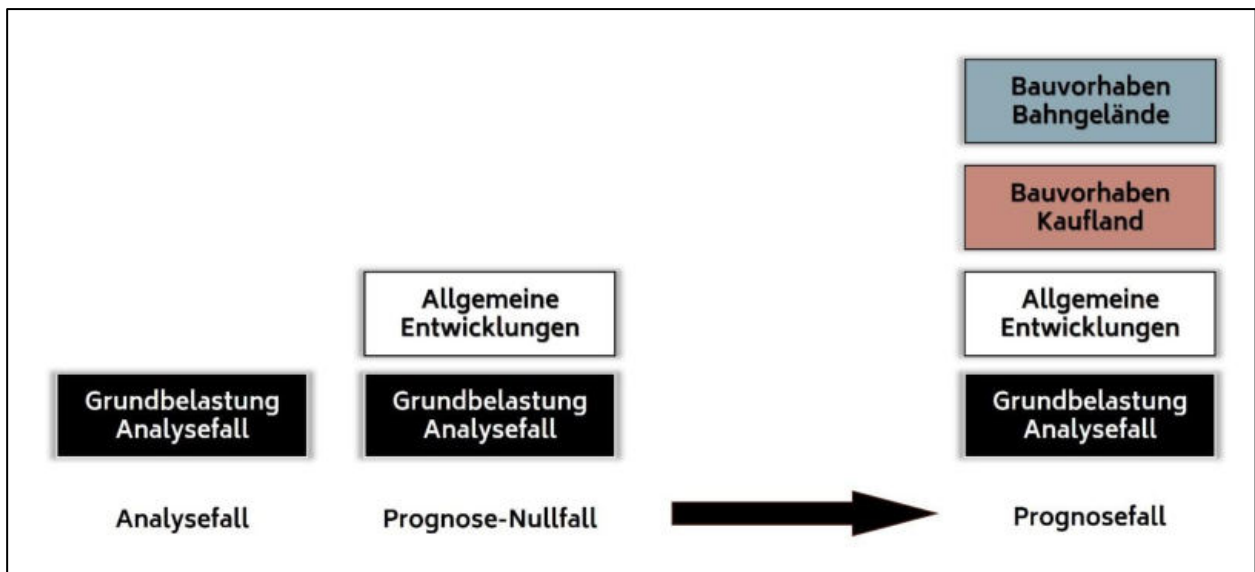 Bauvorhaben
Bahngelände
Bauvorhaben
Kaufland
Allgemeine
Entwicklungen
Allgemeine
Entwicklungen
Grundbelastung
Analysefall
Grundbelastung
Analysefall
Grundbelastung
Analysefall
Analysefall
Prognose-Nullfall
Prognosefall